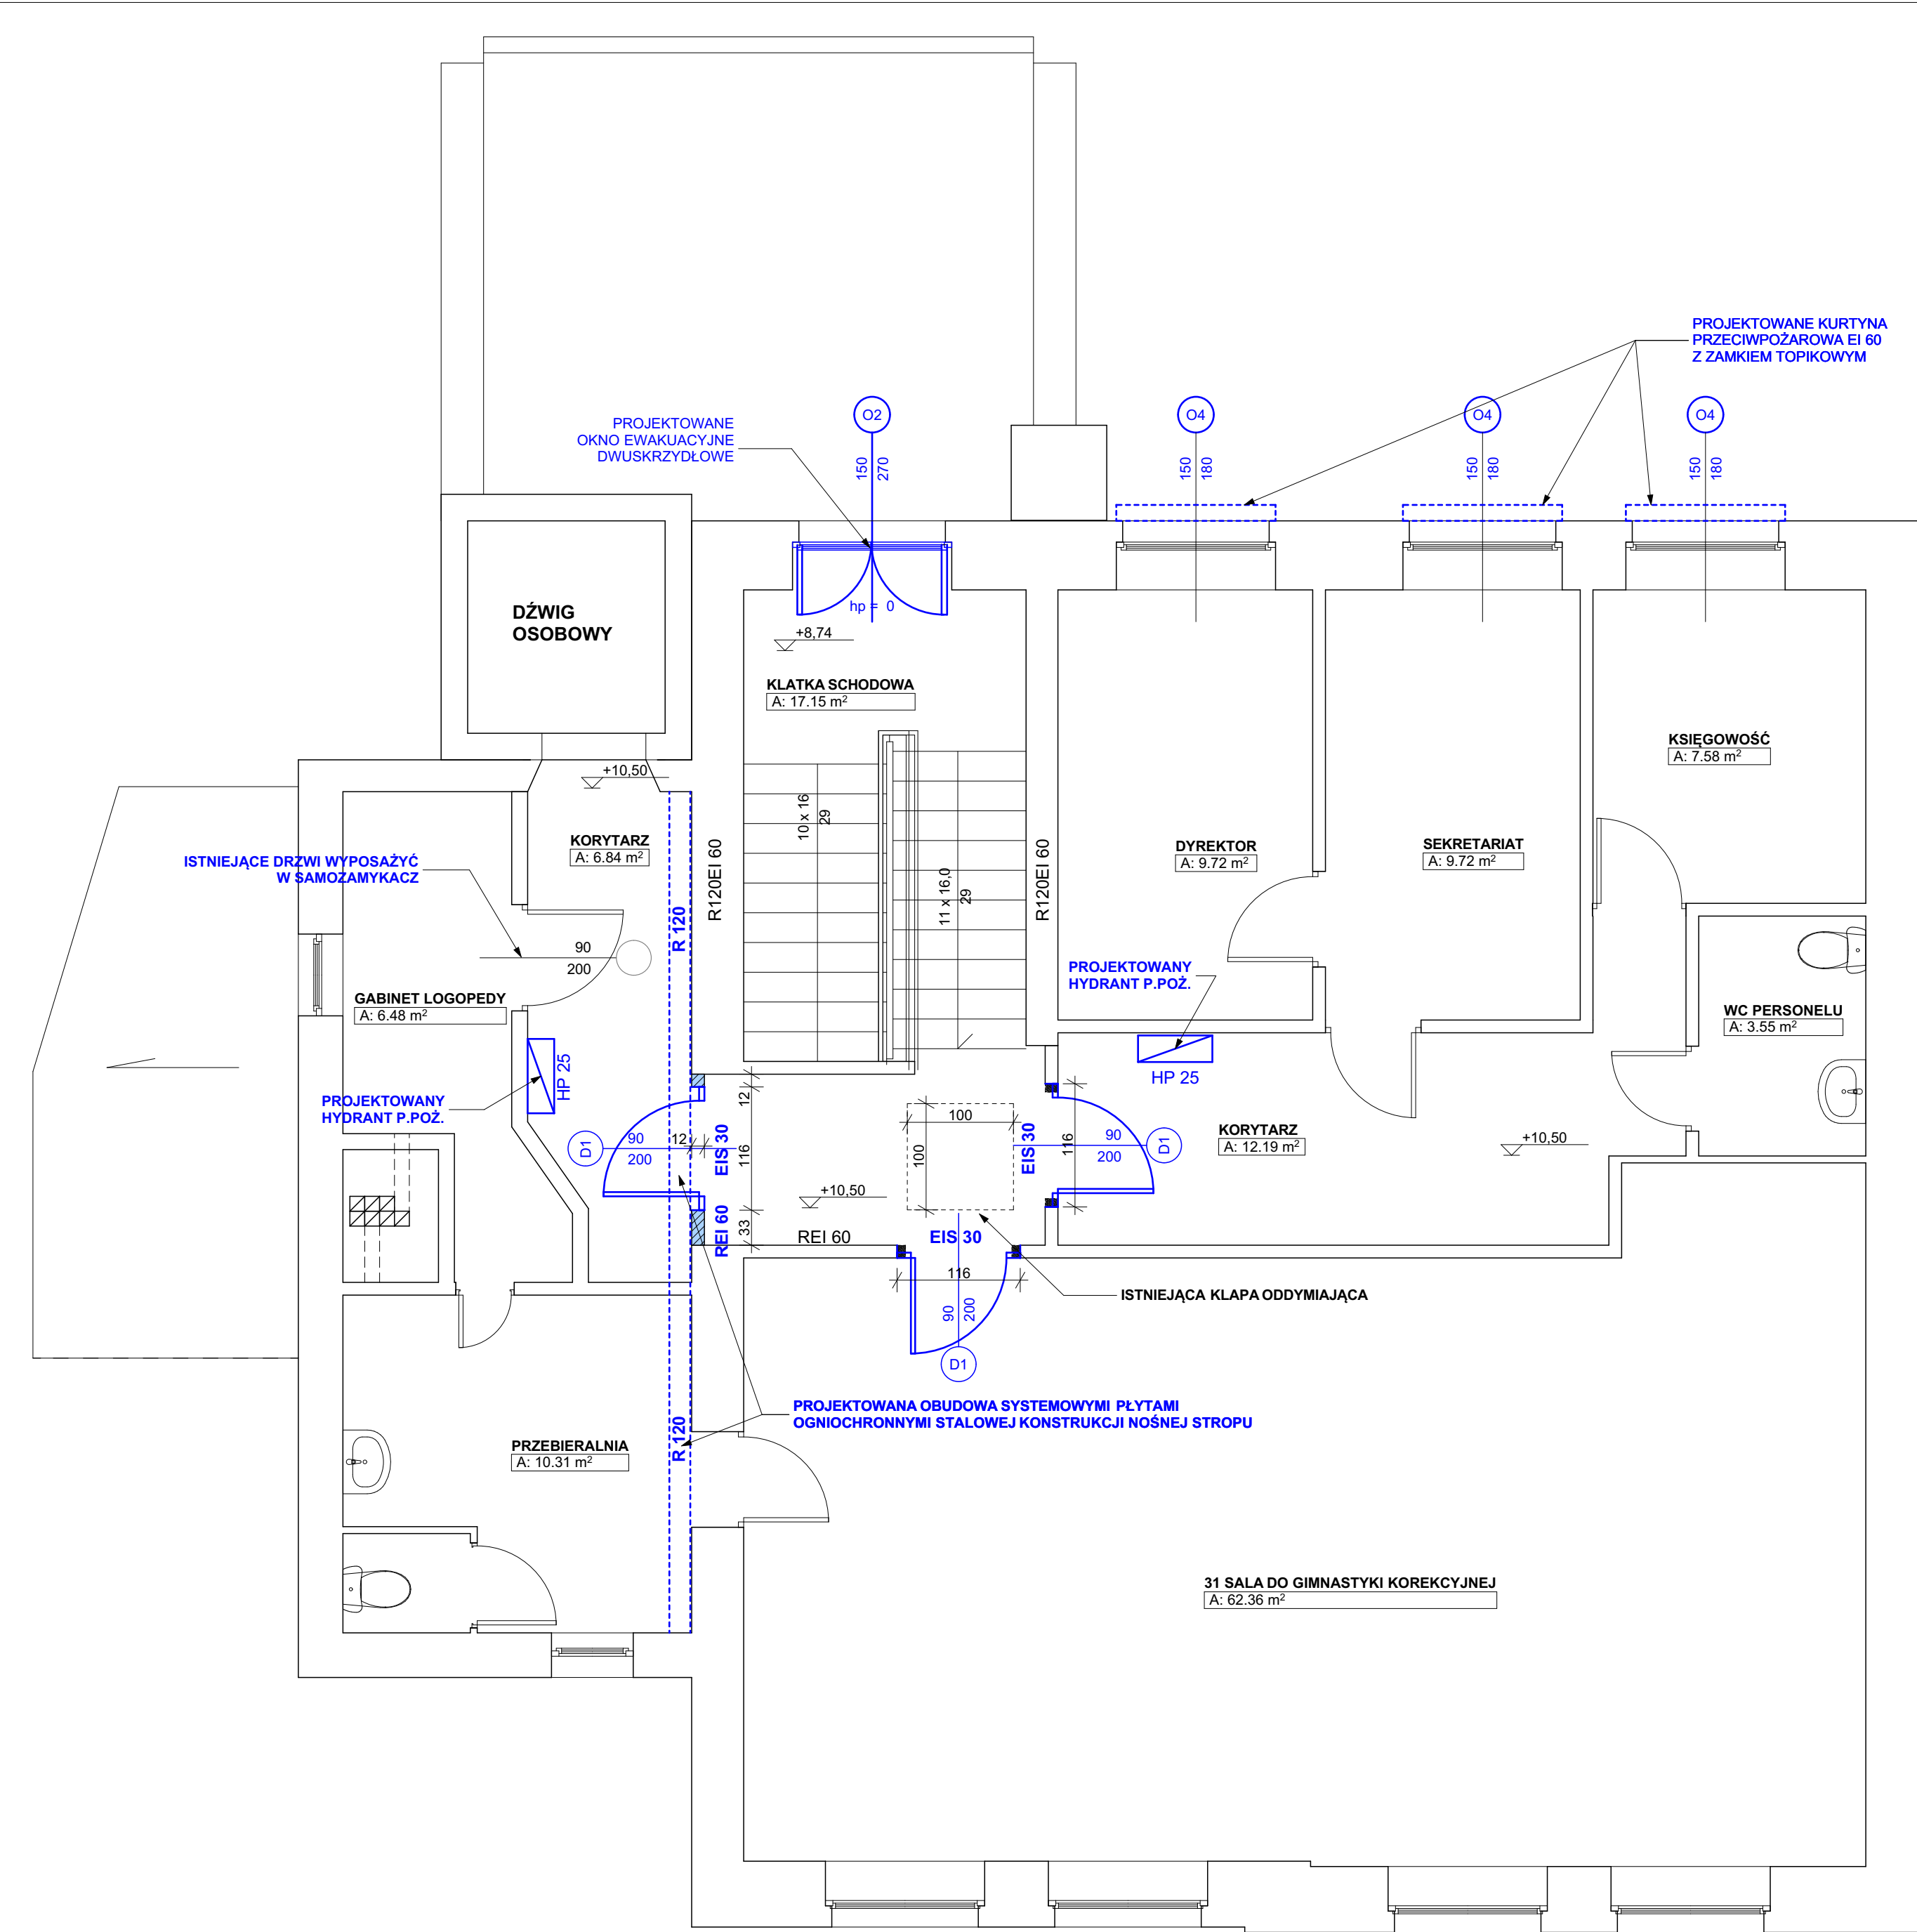 PROJEKTOWANE KURTYNA
PRZECIWPOŻAROWA EI 60
Z ZAMKIEM TOPIKOWYM
PROJEKTOWANE
OKNO EWAKUACYJNE
DWUSKRZYDŁOWE
O2
150
270
O4
150
180
O4
150
180
O4
150
180
hp = 0
DŹWIG
OSOBOWY
+8,74
KLATKA SCHODOWA
A: 17.15 m²
KSIĘGOWOŚĆ
A: 7.58 m²
+10,50
KORYTARZ
A: 6.84 m²
10 x 16
29
11 x 16,0
29
R120EI 60
R120EI 60
DYREKTOR
A: 9.72 m²
SEKRETARIAT
A: 9.72 m²
ISTNIEJĄCE DRZWI WYPOSAŻYĆ
W SAMOZAMYKACZ
R 120
90
200
GABINET LOGOPEDY
A: 6.48 m²
PROJEKTOWANY
HYDRANT P.POŻ.
WC PERSONELU
A: 3.55 m²
HP 25
HP 25
PROJEKTOWANY
HYDRANT P.POŻ.
D1
90
200
12
12
116
33
EIS 30
REI 60
100
100
EIS 30
116
90
200
D1
KORYTARZ
A: 12.19 m²
+10,50
+10,50
REI 60
EIS 30
116
90
200
D1
ISTNIEJĄCA KLAPA ODDYMIAJĄCA
PROJEKTOWANA OBUDOWA SYSTEMOWYMI PŁYTAMI
OGNIOCHRONNYMI STALOWEJ KONSTRUKCJI NOŚNEJ STROPU
R 120
PRZEBIERALNIA
A: 10.31 m²
31 SALA DO GIMNASTYKI KOREKCYJNEJ
A: 62.36 m²